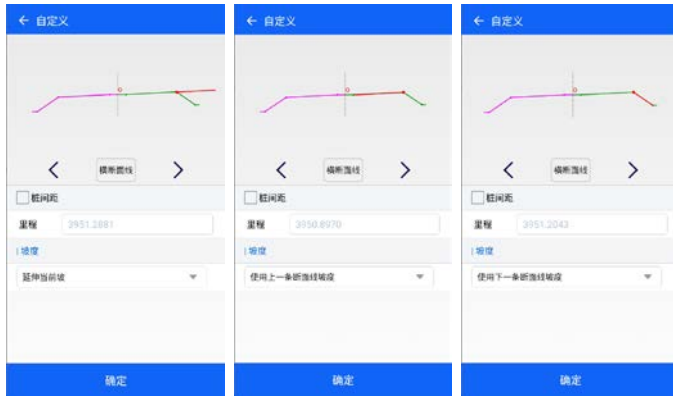 ← 自定义
横断面线
桩间距
里程 3951.2881
坡度
延伸当前坡
确定
← 自定义
横断面线
桩间距
里程 3950.8970
坡度
使用上一条断面线坡度
确定
← 自定义
横断面线
桩间距
里程 3951.2043
坡度
使用下一条断面线坡度
确定